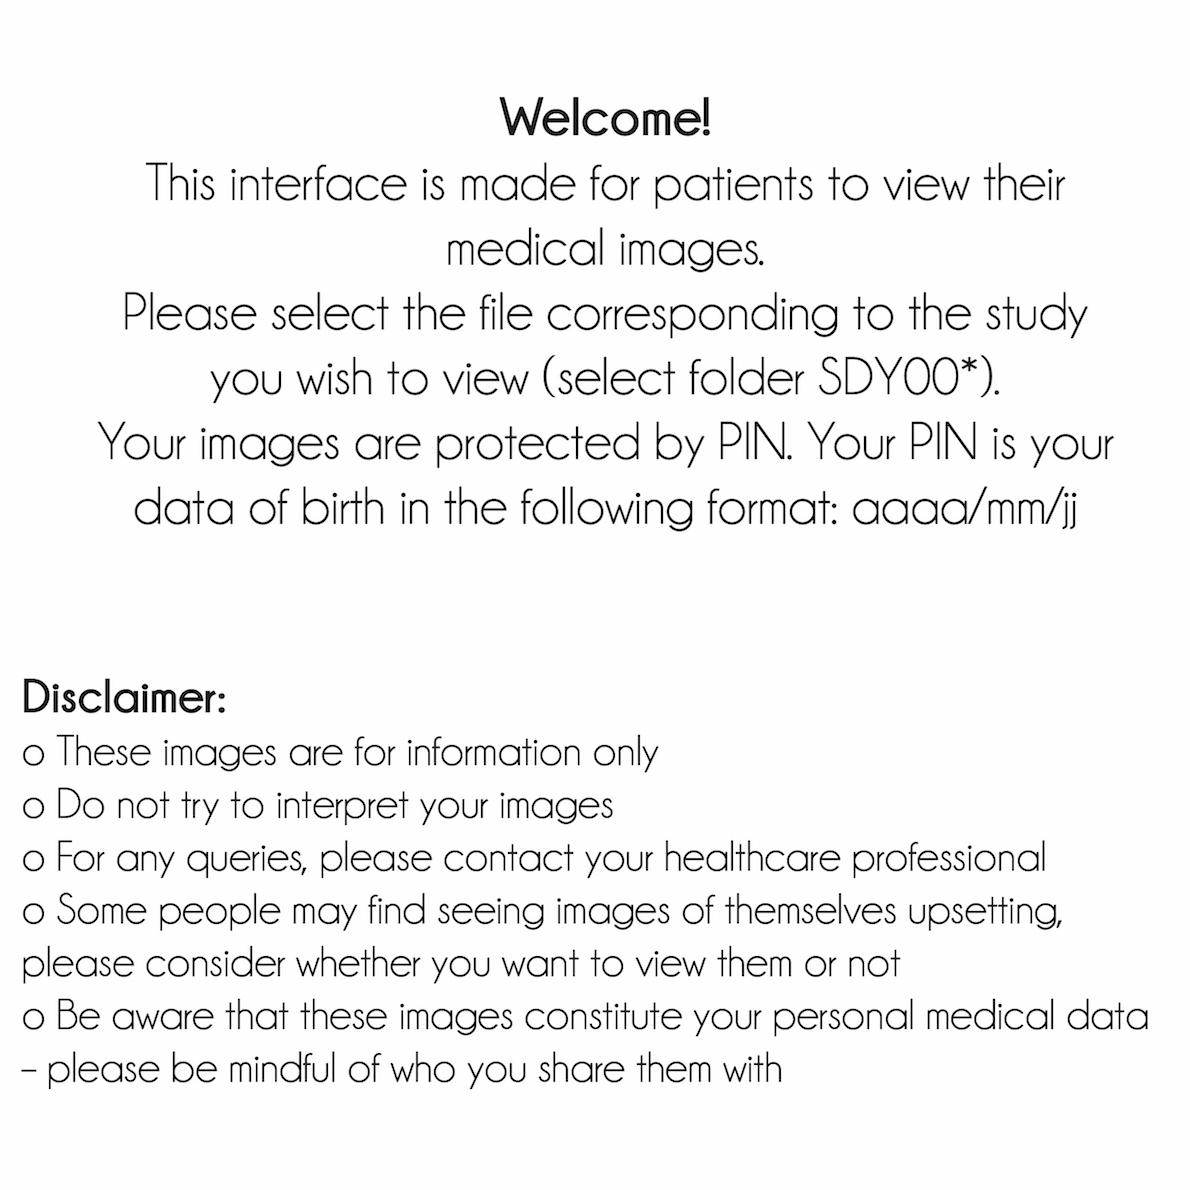 Welcome!
This interface is made for patients to view their
medical images.
Please select the file corresponding to the study
you wish to view (select folder SDY00*).
Your images are protected by PIN. Your PIN is your
data of birth in the following format: aaaa/mm/jj
Disclaimer:
o These images are for information only
o Do not try to interpret your images
o For any queries, please contact your healthcare professional
o Some people may find seeing images of themselves upsetting,
please consider whether you want to view them or not
o Be aware that these images constitute your personal medical data
– please be mindful of who you share them with